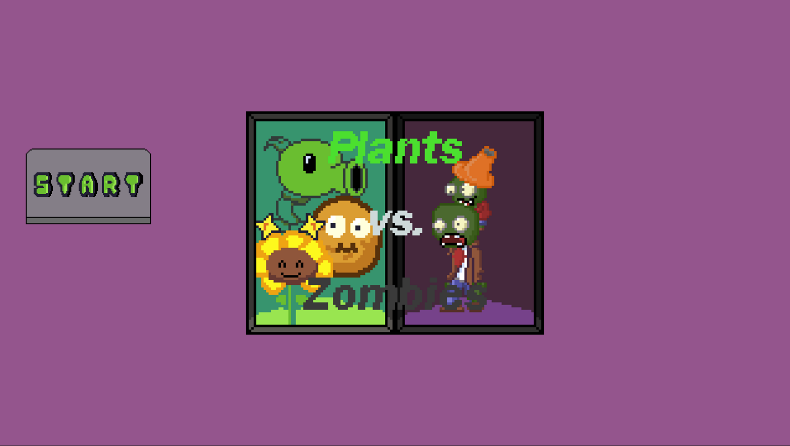 START
Plants
vs.
Zombies